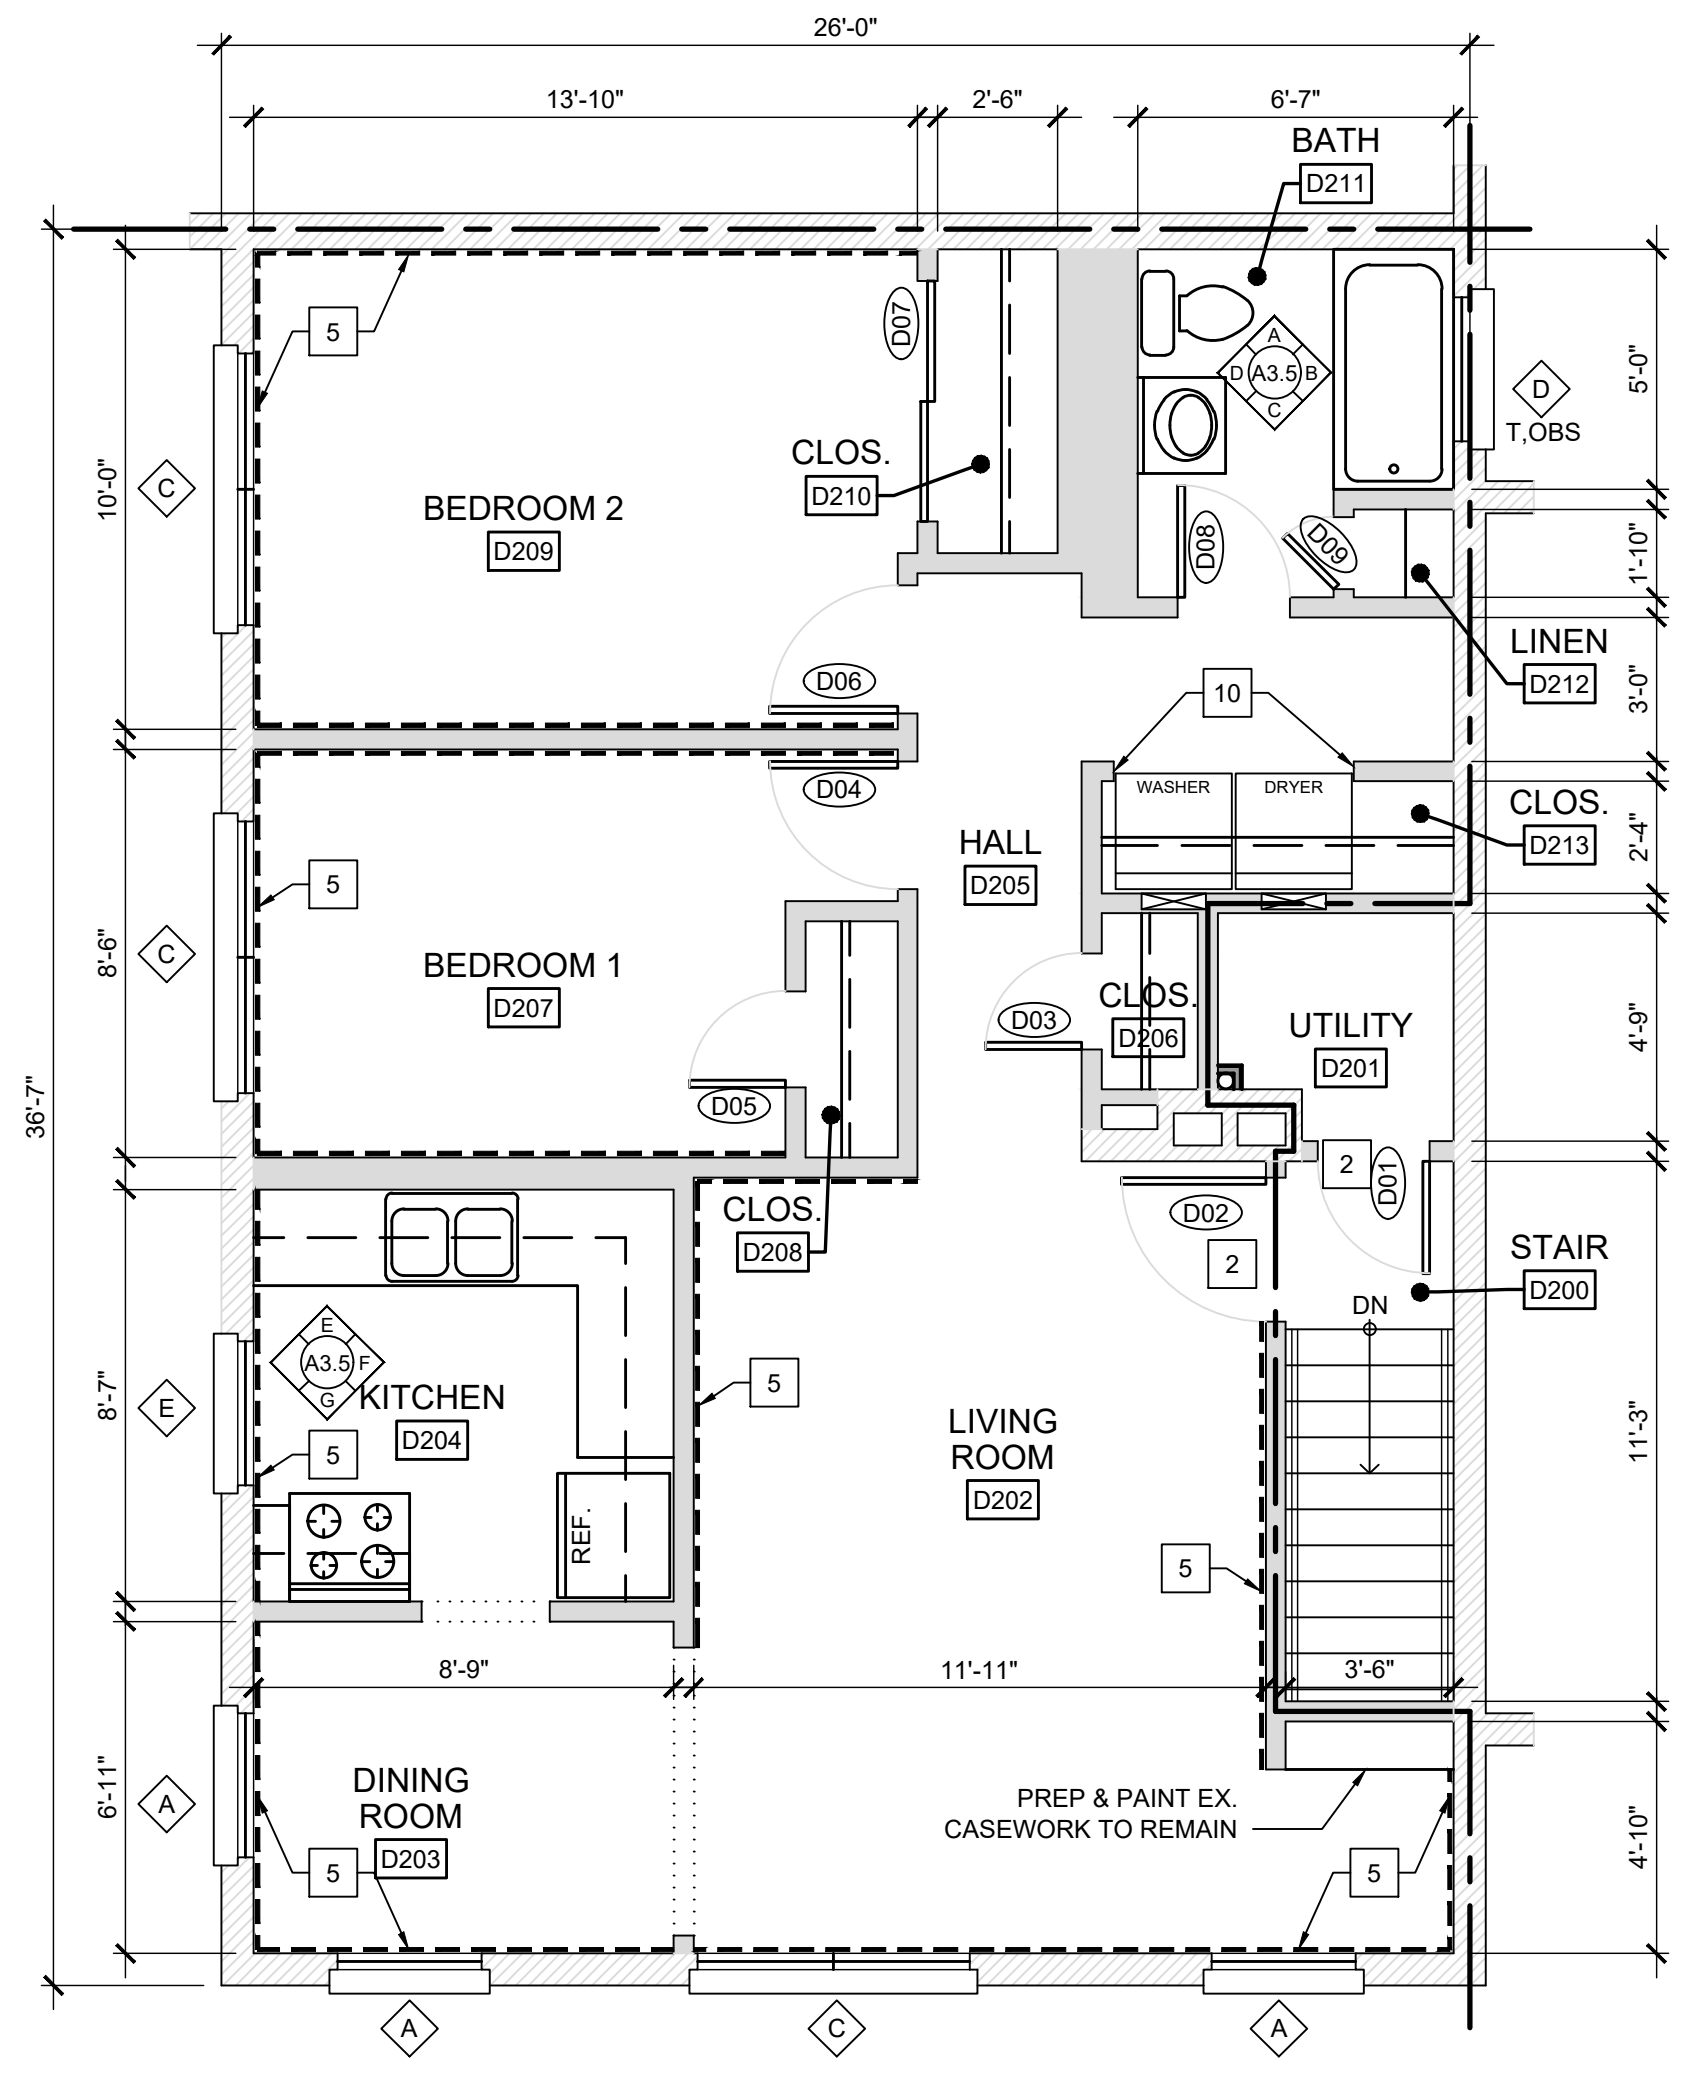 26'-0"
13'-10"
2'-6"
6'-7"
BATH
D211
5
D07
A
D
A3.5
B
C
D
T,OBS
5'-0"
CLOS.
D210
10'-0"
C
BEDROOM 2
D209
D08
D09
1'-10"
LINEN
D212
D06
10
3'-0"
D04
WASHER
DRYER
CLOS.
D213
2'-4"
HALL
D205
5
8'-6"
C
BEDROOM 1
D207
D03
CLOS.
D206
UTILITY
D201
4'-9"
36'-7"
D05
2
D01
CLOS.
D208
D02
2
STAIR
D200
DN
E
A3.5
F
G
KITCHEN
D204
5
8'-7"
E
5
LIVING
ROOM
D202
11'-3"
5
REF.
5
8'-9"
11'-11"
3'-6"
6'-11"
A
DINING
ROOM
D203
5
PREP & PAINT EX.
CASEWORK TO REMAIN
5
4'-10"
A
C
A